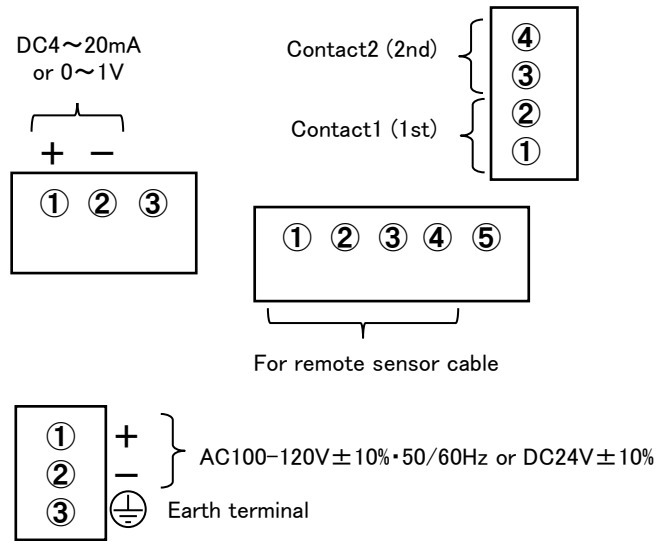 DC4～20mA
or 0～1V
+ −
① ② ③
Contact2 (2nd)
Contact1 (1st)
④
③
②
①
① ② ③ ④ ⑤
For remote sensor cable
① +
② −
AC100-120V±10%・50/60Hz or DC24V±10%
③ Earth terminal